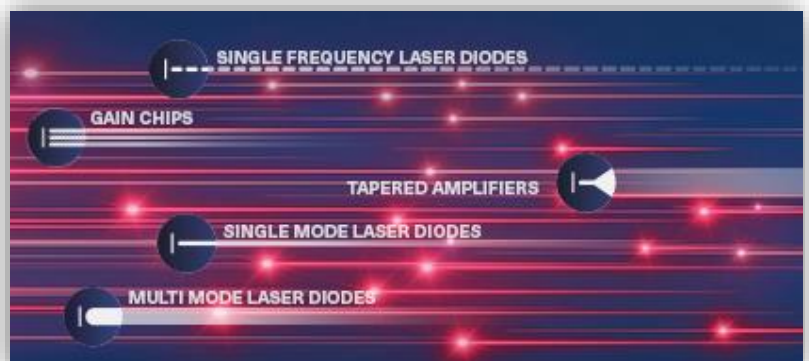 SINGLE FREQUENCY LASER DIODES
GAIN CHIPS
TAPERED AMPLIFIERS
SINGLE MODE LASER DIODES
MULTI MODE LASER DIODES